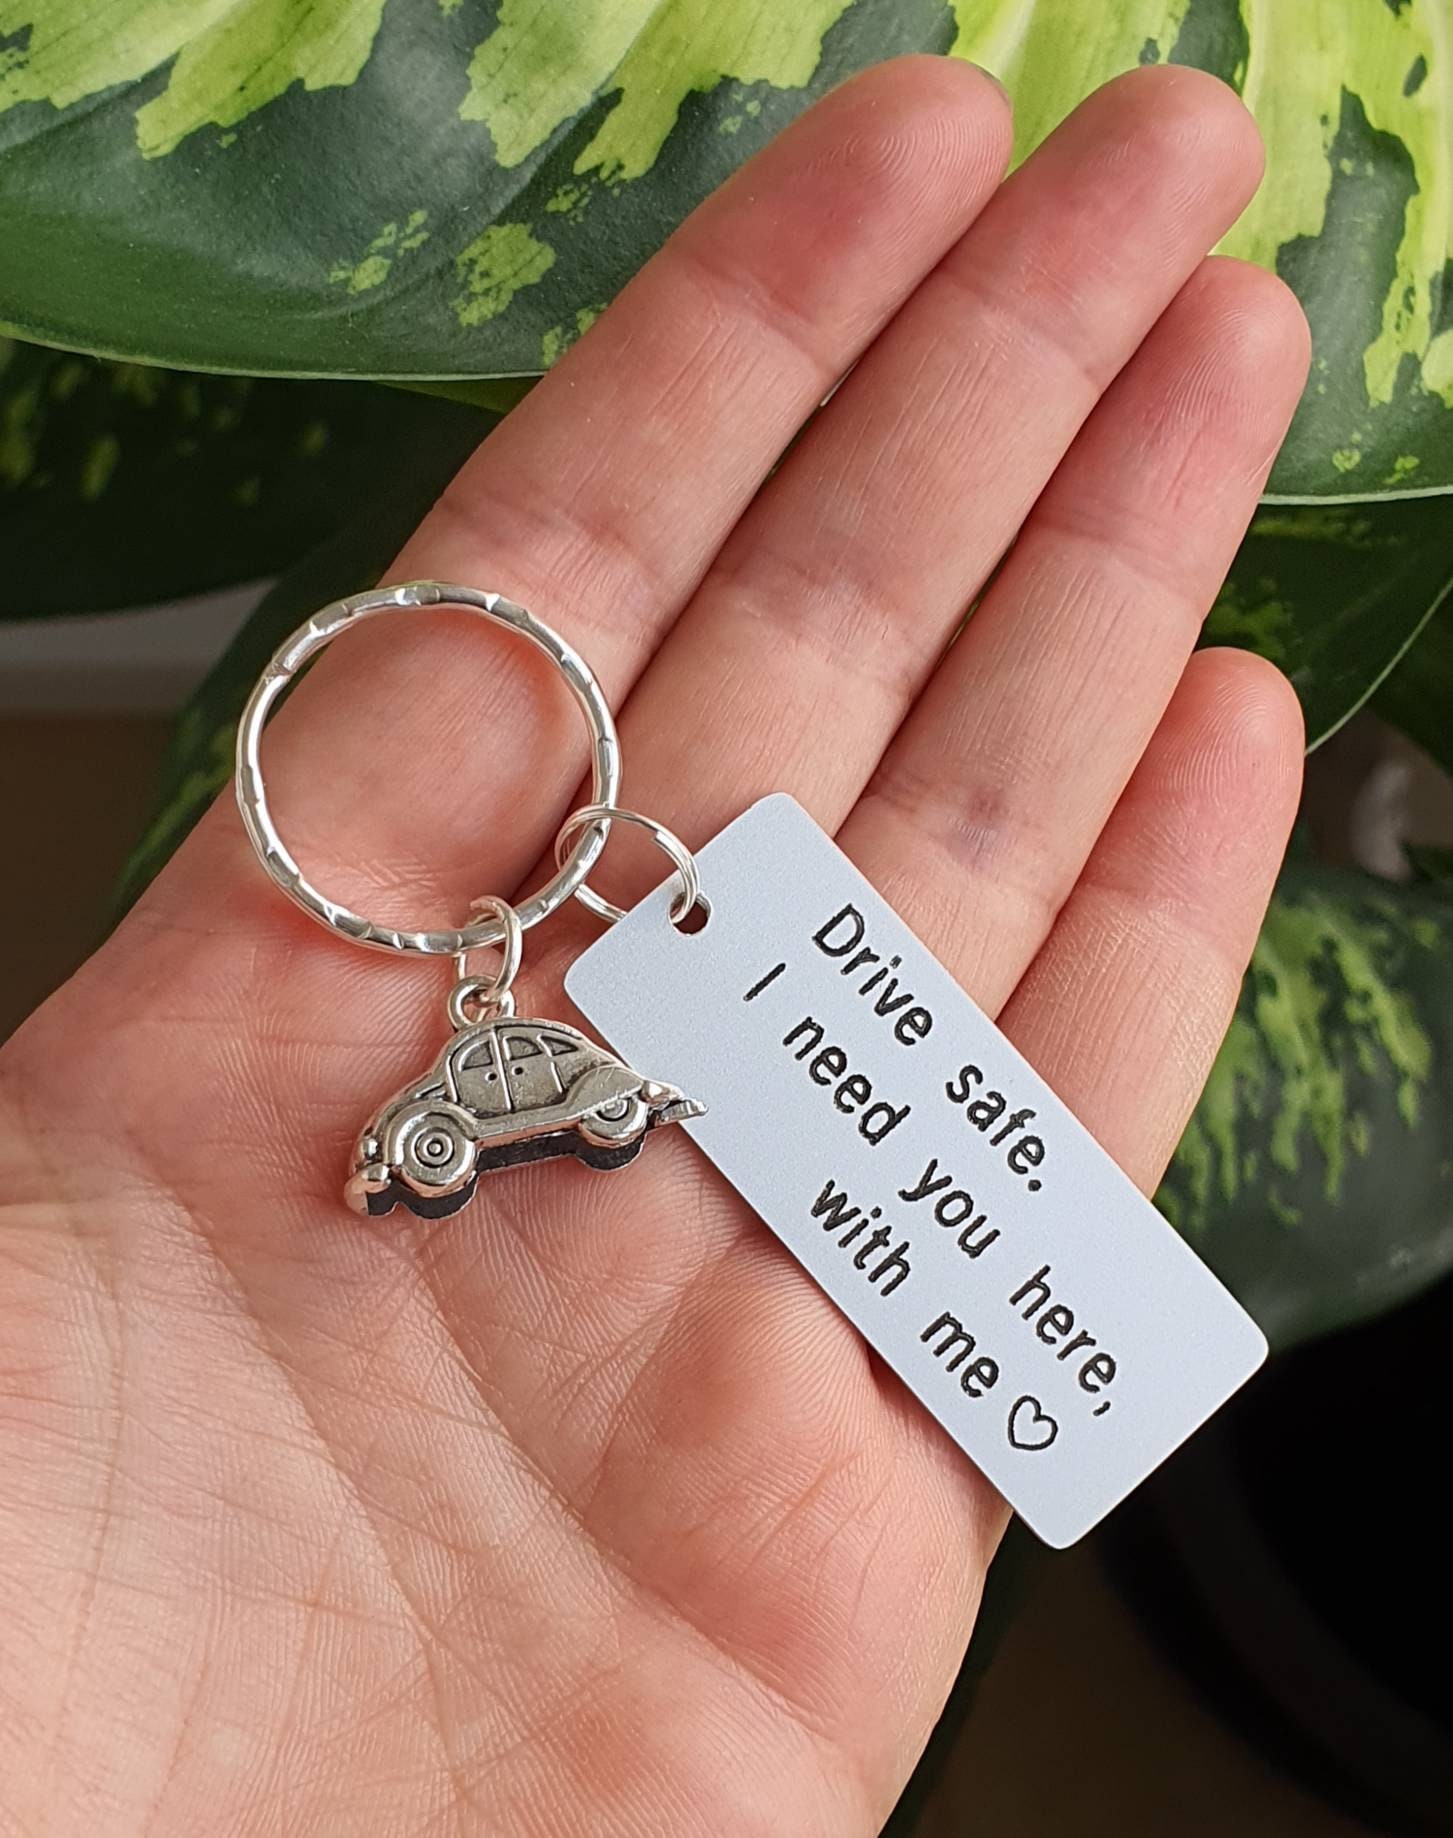 Drive safe.
I need you here,
with me ♡